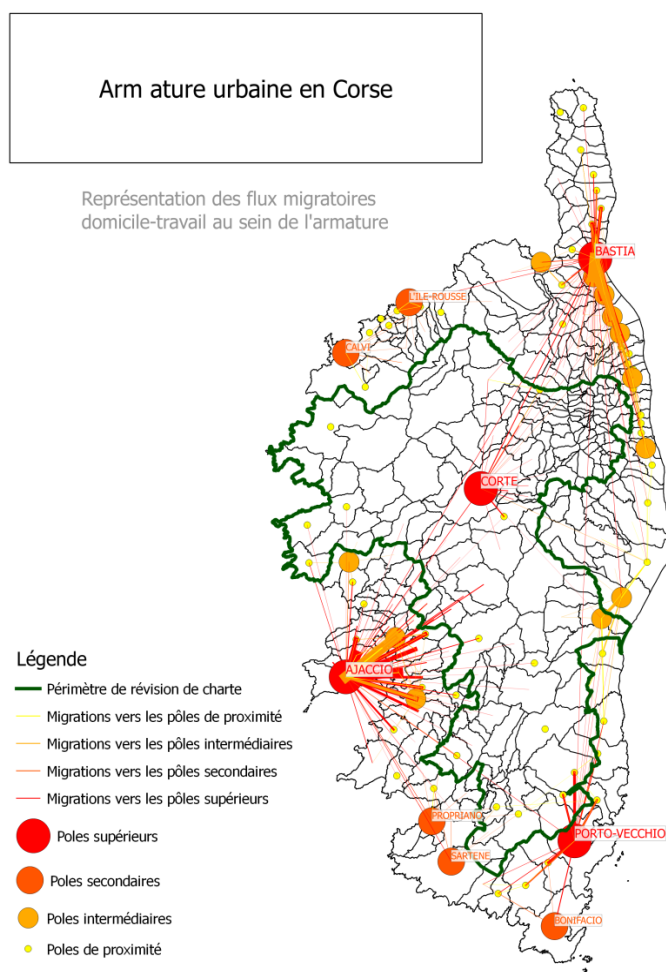 Arm ature urbaine en Corse
Représentation des flux migratoires
domicile-travail au sein de l'armature
BASTIA
L'ILE-ROUSSE
CALVI
CORTE
AJACCIO
PROPRIANO
PORTO-VECCHIO
SARTENE
BONIFACIO
Légende
Périmètre de révision de charte
Migrations vers les pôles de proximité
Migrations vers les pôles intermédiaires
Migrations vers les pôles secondaires
Migrations vers les pôles supérieurs
Poles supérieurs
Poles secondaires
Poles intermédiaires
Poles de proximité